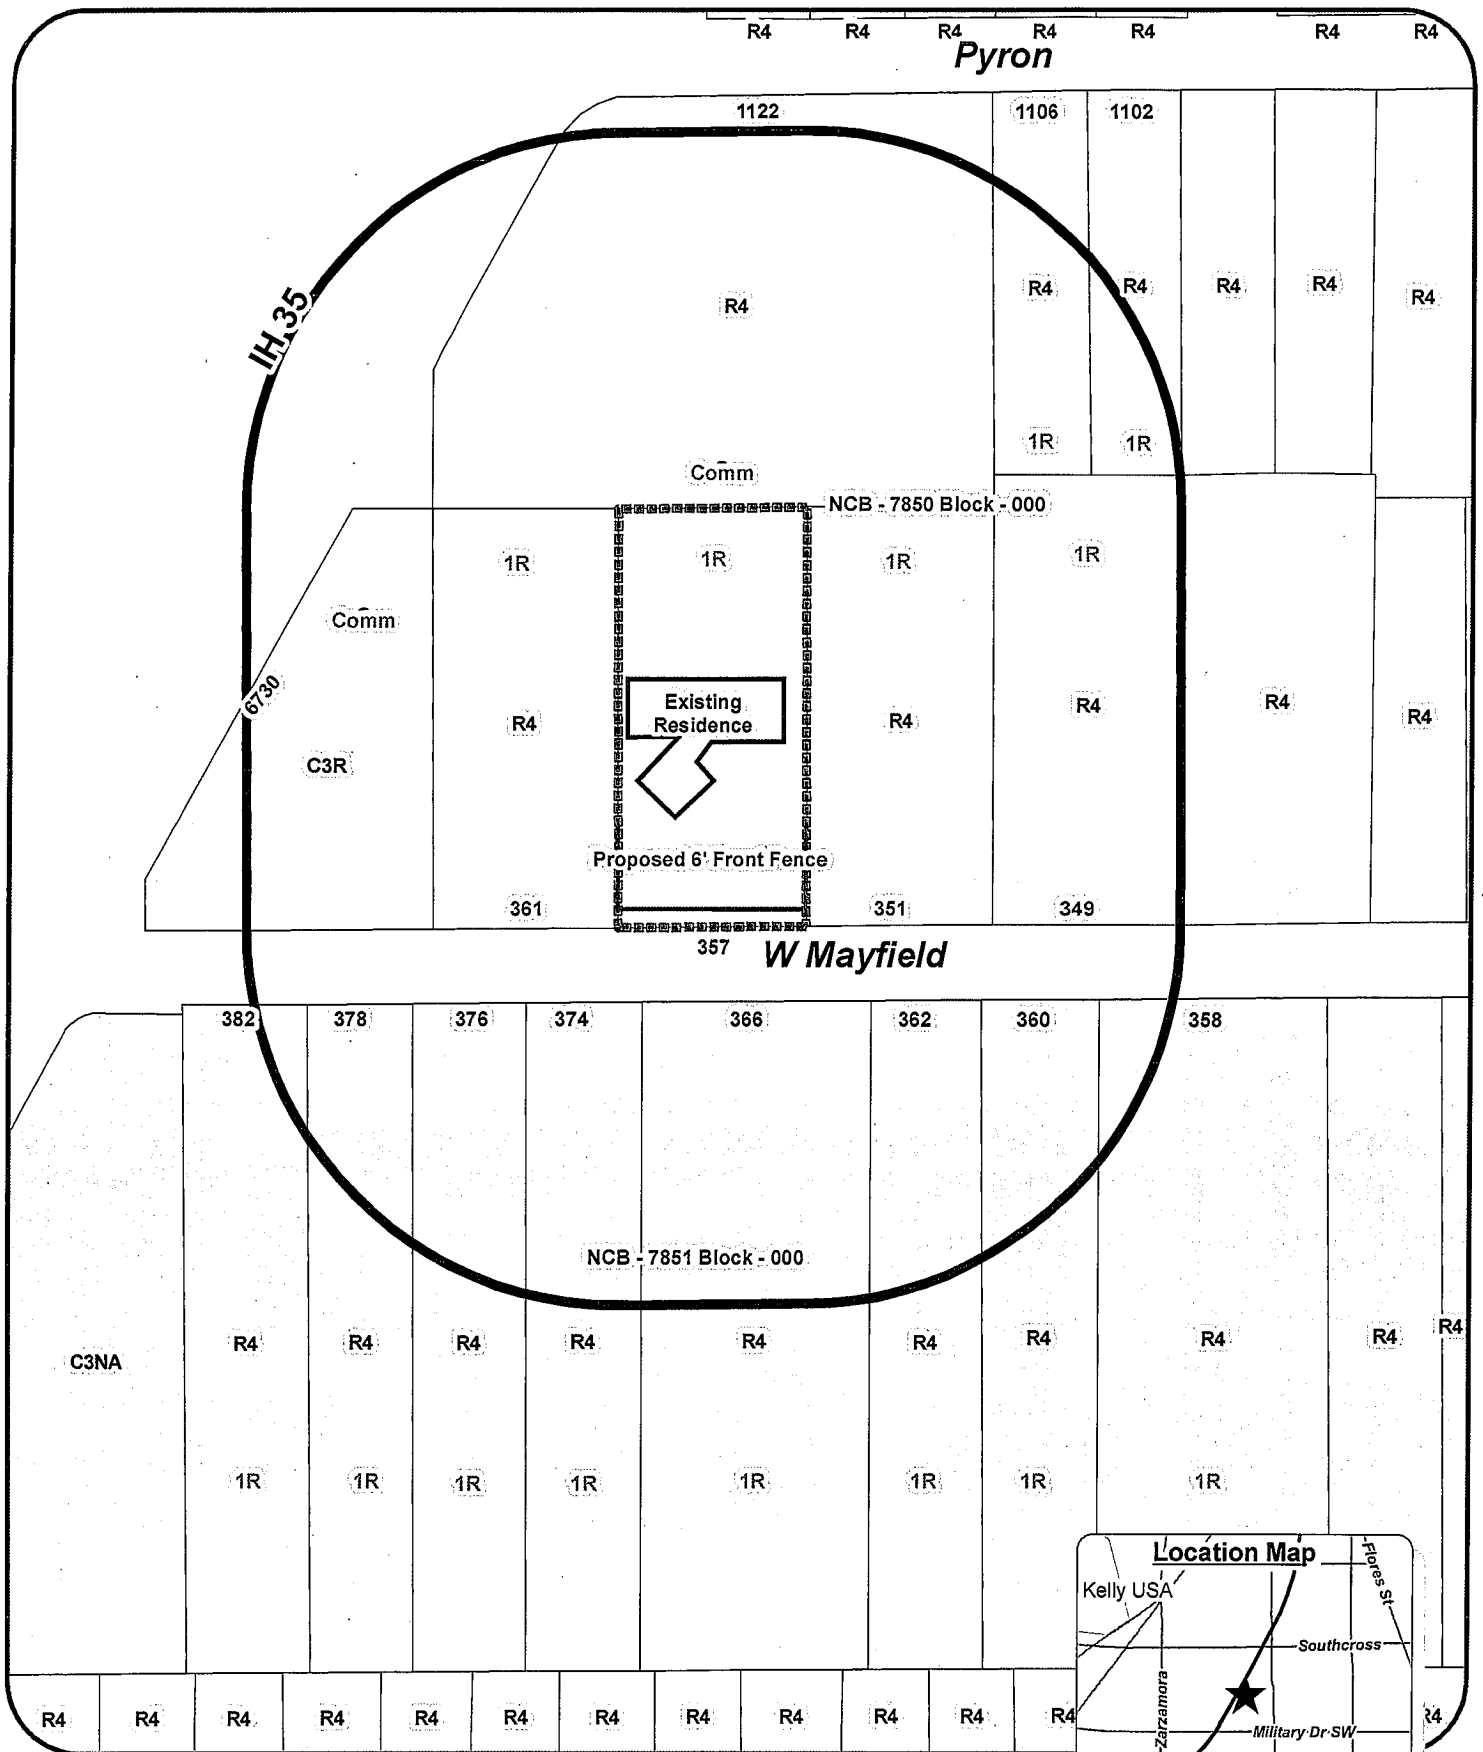 R4 R4 R4 R4 R4 R4 R4
Pyron
1122 1106 1102
R4 R4 R4 R4 R4 R4
IH 35
1R 1R
Comm
NCB - 7850 Block - 000
1R 1R 1R 1R
Comm
6730
Existing
Residence
R4 R4 R4 R4 R4
C3R
Proposed 6' Front Fence
361 351 349
357
W Mayfield
382 378 376 374 366 362 360 358
NCB - 7851 Block - 000
R4 R4 R4 R4 R4 R4 R4 R4 R4 R4
C3NA
1R 1R 1R 1R 1R 1R 1R 1R
Location Map
Flores St
Kelly USA
Southcross
Zarzamora
Military Dr SW
R4 R4 R4 R4 R4 R4 R4 R4 R4 R4 R4 R4
R4